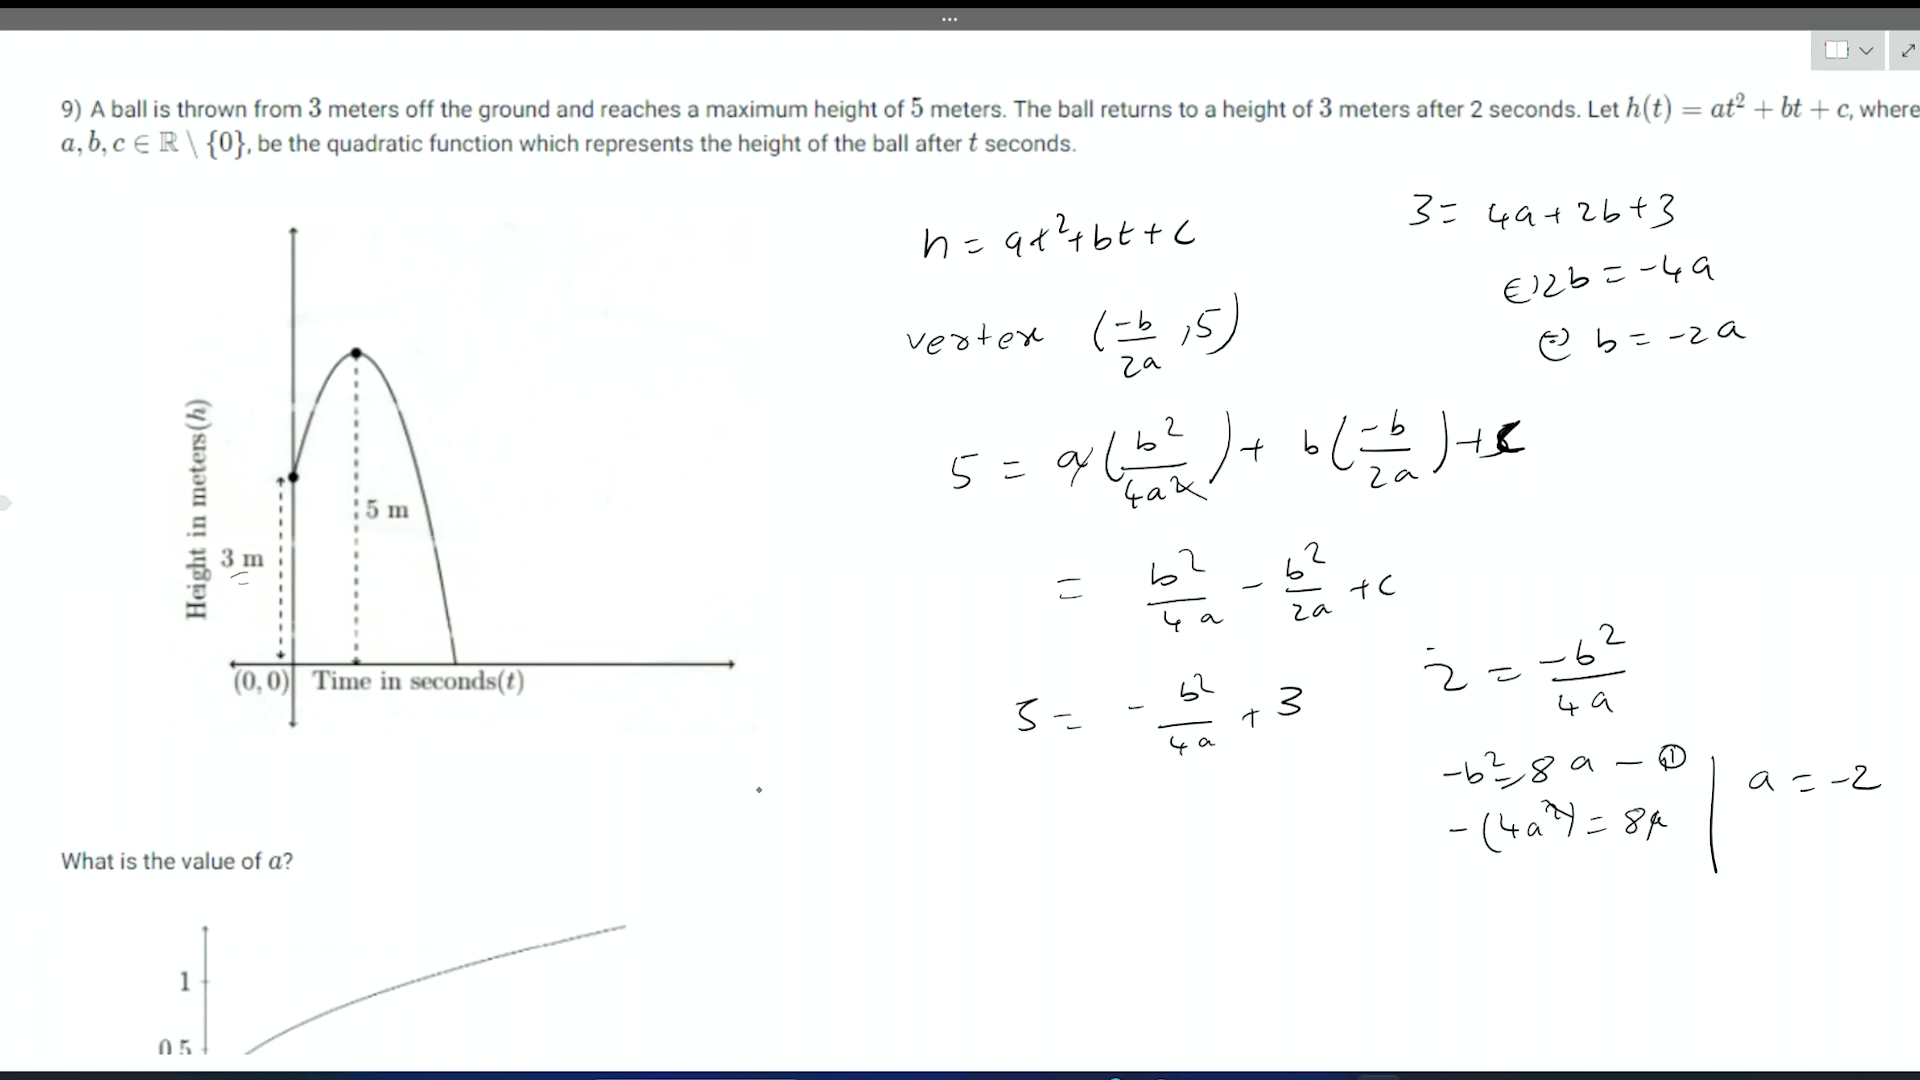 9) A ball is thrown from 3 meters off the ground and reaches a maximum height of 5 meters. The ball returns to a height of 3 meters after 2 seconds. Let h(t) = at² + bt + c, where
a, b, c ∈ ℝ \ {0}, be the quadratic function which represents the height of the ball after t seconds.
Height in meters(h)
3 m
5 m
(0, 0)
Time in seconds(t)
h = at²+bt+c
vertex (-b/2a, 5)
3 = 4a+2b+3
2b = -4a
b = -2a
5 = a(b²/4a²) + b(-b/2a) + c
= b²/4a - b²/2a + c
5 = - b²/4a + 3
2 = -b²/4a
-b² = 8a — ①
-(4a²) = 8a
a = -2
What is the value of a?
1
0.5